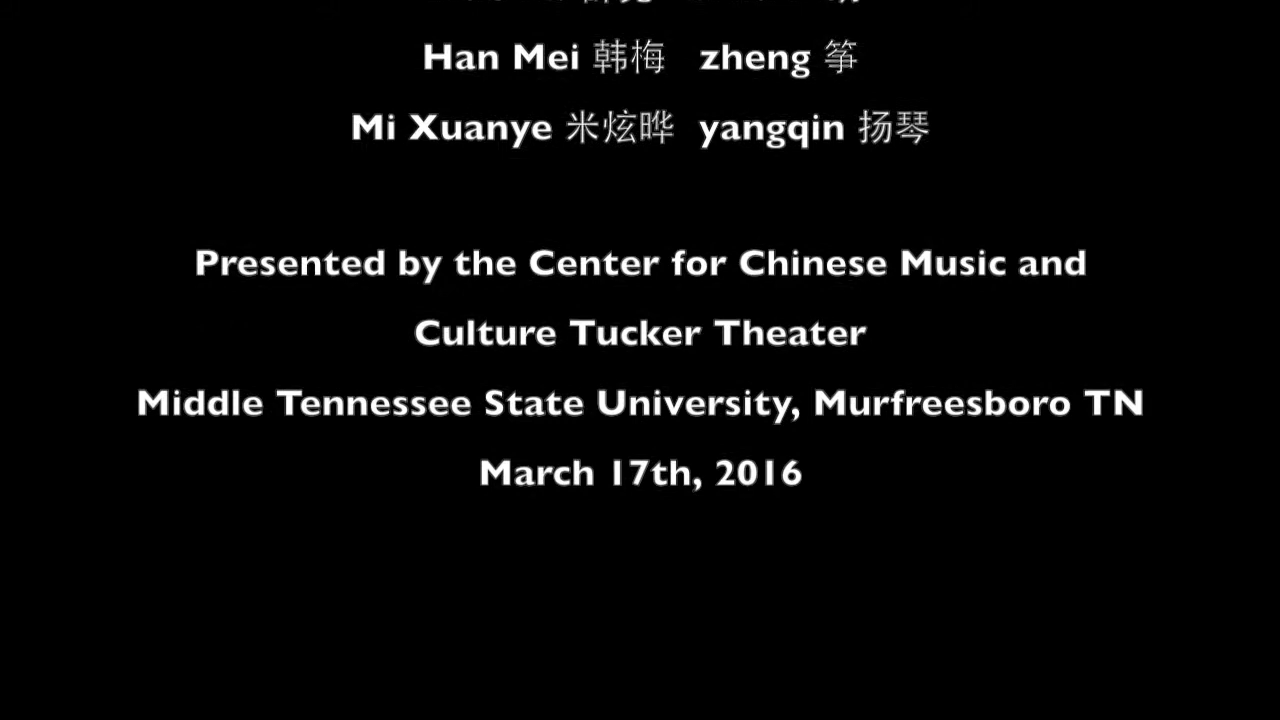 Han Mei 韩梅 zheng 筝
Mi Xuanye 米炫晔 yangqin 扬琴
Presented by the Center for Chinese Music and
Culture Tucker Theater
Middle Tennessee State University, Murfreesboro TN
March 17th, 2016